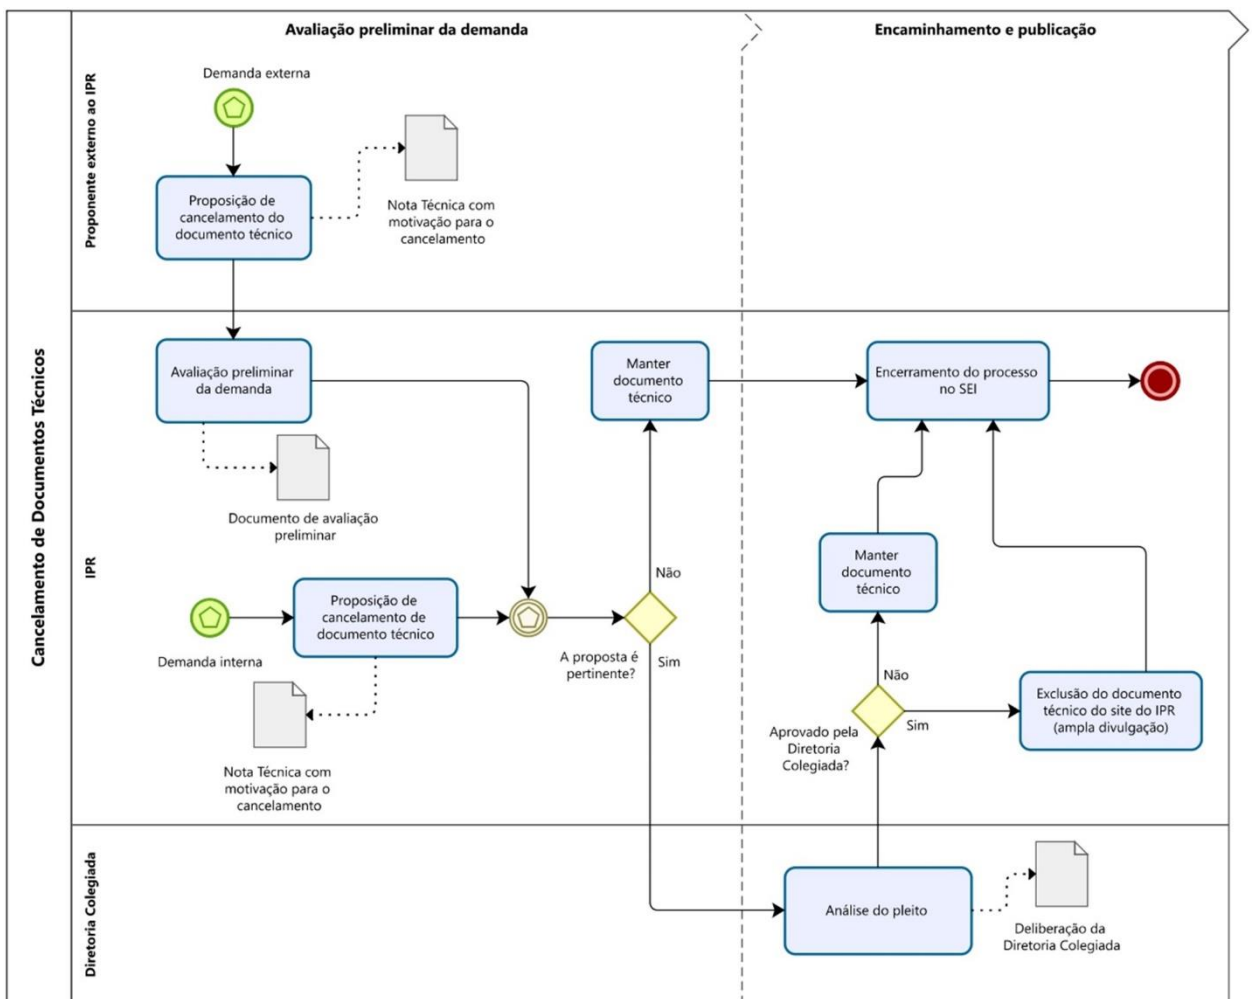 Cancelamento de Documentos Técnicos
Avaliação preliminar da demanda
Encaminhamento e publicação
Proponente externo ao IPR
Demanda externa
Proposição de
cancelamento do
documento técnico
Nota Técnica com
motivação para o
cancelamento
IPR
Avaliação preliminar
da demanda
Documento de avaliação
preliminar
Manter
documento
técnico
Encerramento do processo
no SEI
Demanda interna
Proposição de
cancelamento de
documento técnico
Nota Técnica com
motivação para o
cancelamento
A proposta é
pertinente?
Não
Sim
Manter
documento
técnico
Aprovado pela
Diretoria
Colegiada?
Não
Sim
Exclusão do documento
técnico do site do IPR
(ampla divulgação)
Diretoria Colegiada
Análise do pleito
Deliberação da
Diretoria Colegiada